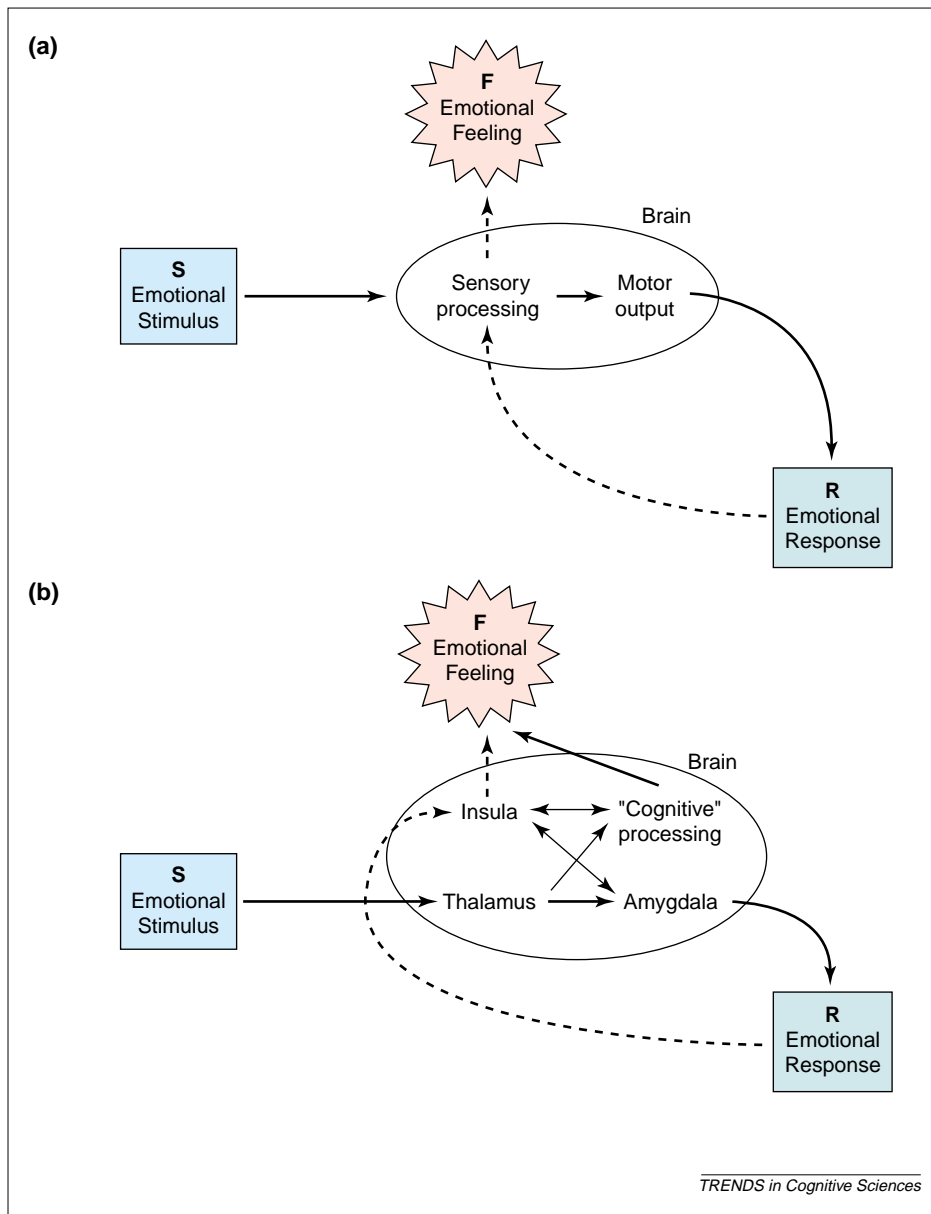 (a)
F
Emotional
Feeling
Brain
S
Emotional
Stimulus
Sensory
processing
Motor
output
R
Emotional
Response
(b)
F
Emotional
Feeling
Brain
Insula
"Cognitive"
processing
S
Emotional
Stimulus
Thalamus
Amygdala
R
Emotional
Response
TRENDS in Cognitive Sciences